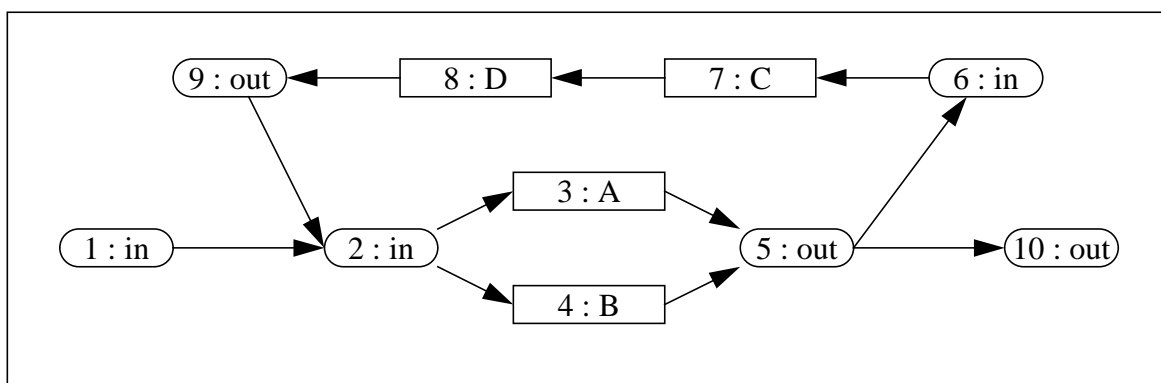 9 : out
8 : D
7 : C
6 : in
3 : A
1 : in
2 : in
5 : out
10 : out
4 : B